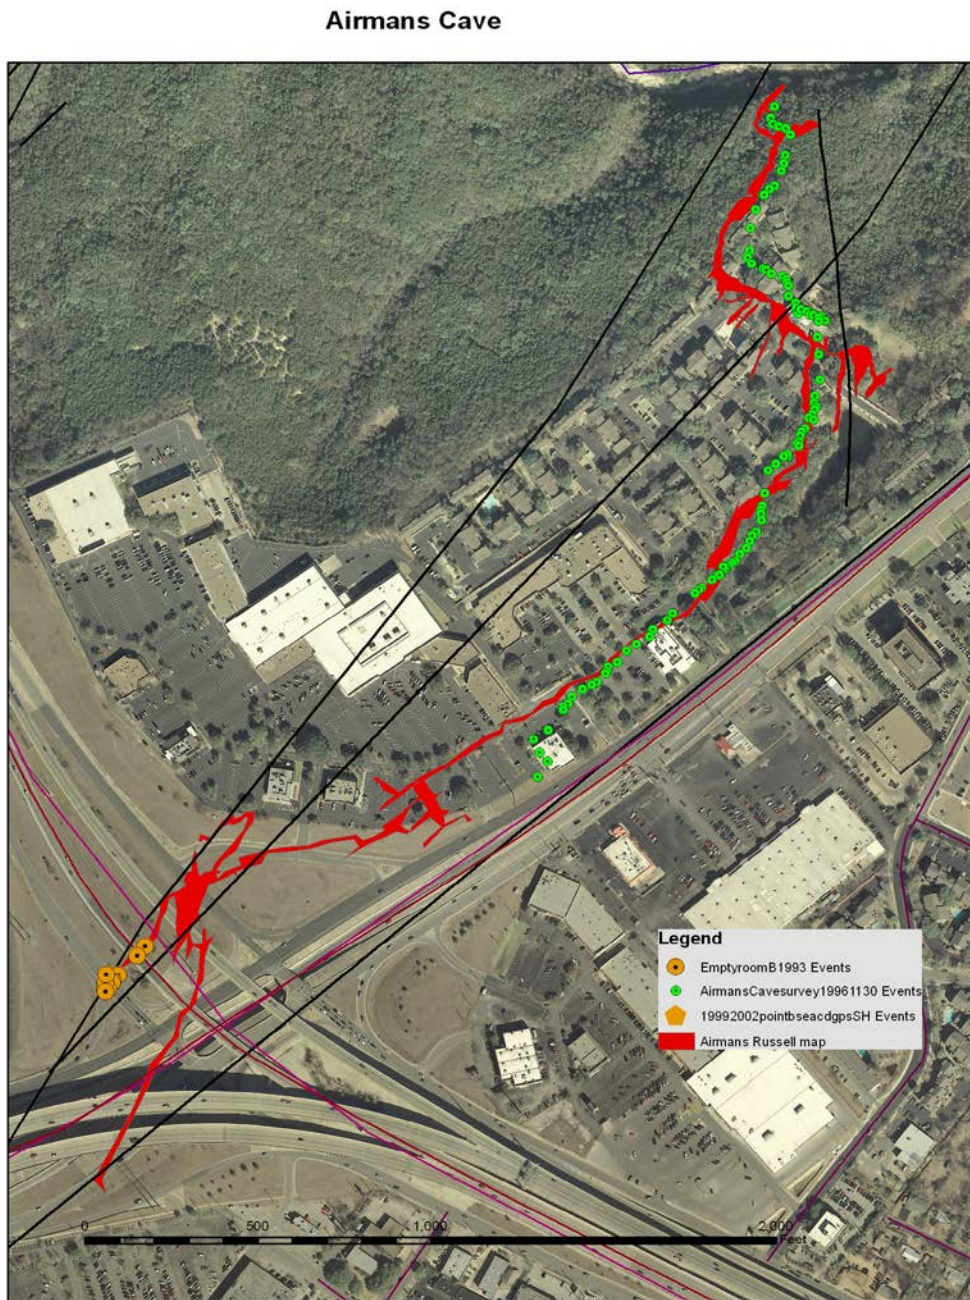 Airmans Cave
Legend
EmptyroomB1993 Events
AirmansCavesurvey19961130 Events
19992002pointbseacdgpsSH Events
Airmans Russell map
0 500 1,000 2,000
Feet